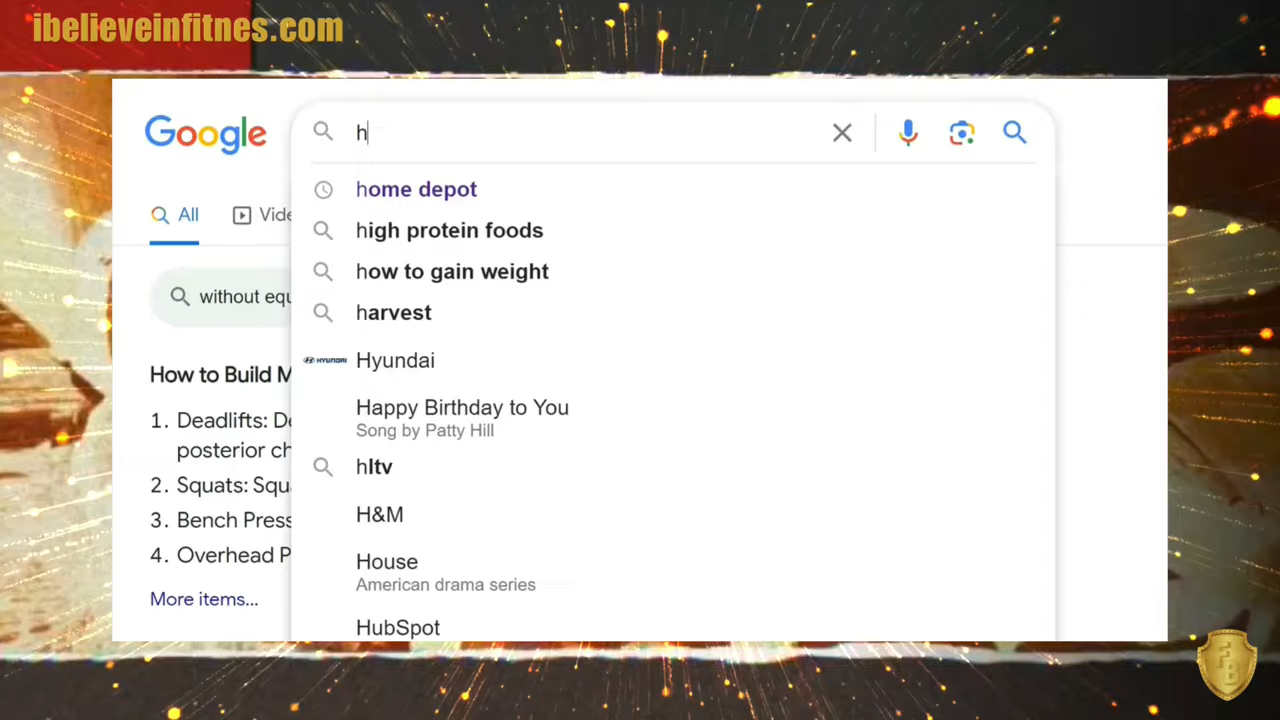 ibelieveinfitnes.com
Google
h
home depot
All
Vide
high protein foods
how to gain weight
without equ
harvest
HYUNDAI
Hyundai
How to Build M
Happy Birthday to You
Song by Patty Hill
1. Deadlifts: De
posterior ch
hltv
2. Squats: Squa
3. Bench Press
H&M
4. Overhead P
House
American drama series
More items...
HubSpot